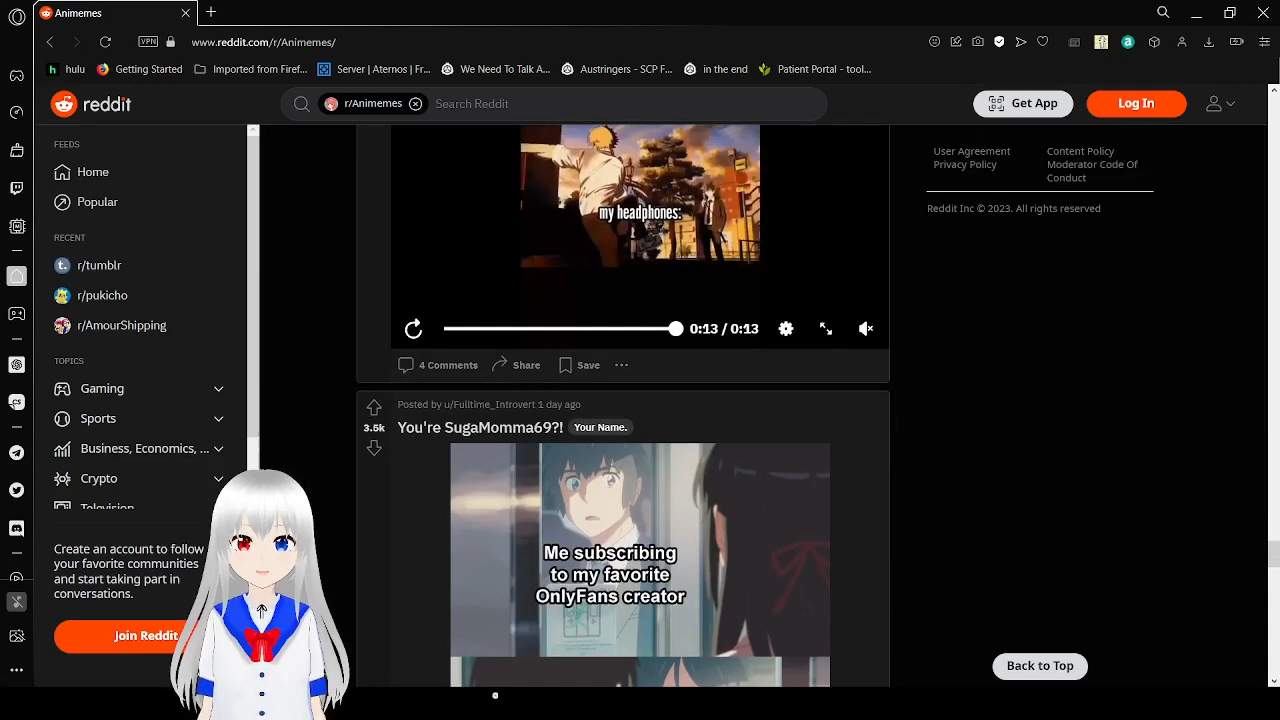 Animemes
VPN
www.reddit.com/r/Animemes/
hulu
Getting Started
Imported from Firef...
Server | Aternos | Fr...
We Need To Talk A...
Austringers - SCP F...
in the end
Patient Portal - tool...
reddit
r/Animemes
Search Reddit
Get App
Log In
FEEDS
Home
Popular
RECENT
r/tumblr
r/pukicho
r/AmourShipping
TOPICS
Gaming
Sports
Business, Economics, ...
Crypto
Television
Create an account to follow
your favorite communities
and start taking part in
conversations.
Join Reddit
my headphones:
0:13 / 0:13
4 Comments
Share
Save
Posted by u/Fulltime_Introvert 1 day ago
3.5k
You're SugaMomma69?!
Your Name.
Me subscribing
to my favorite
OnlyFans creator
User Agreement
Privacy Policy
Content Policy
Moderator Code Of
Conduct
Reddit Inc © 2023. All rights reserved
Back to Top